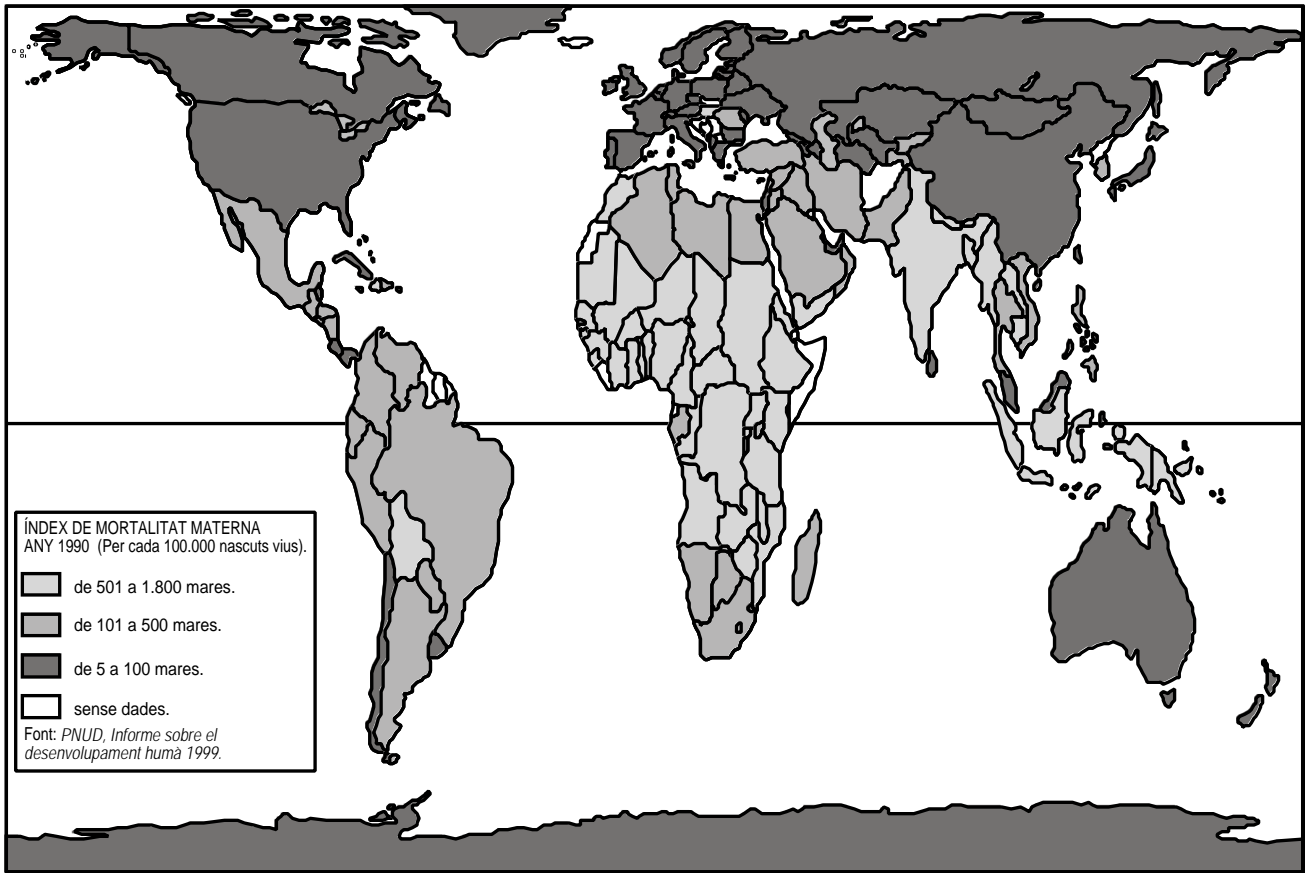 ÍNDEX DE MORTALITAT MATERNA
ANY 1990 (Per cada 100.000 nascuts vius).
de 501 a 1.800 mares.
de 101 a 500 mares.
de 5 a 100 mares.
sense dades.
Font: PNUD, Informe sobre el
desenvolupament humà 1999.